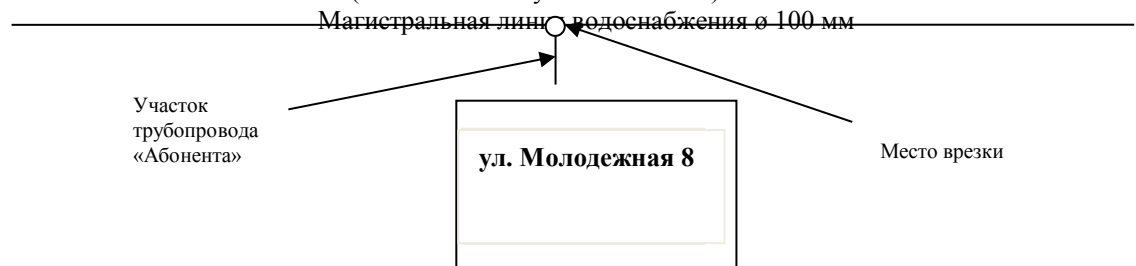 Магистральная линия водоснабжения ø 100 мм
Участок
трубопровода
«Абонента»
ул. Молодежная 8
Место врезки